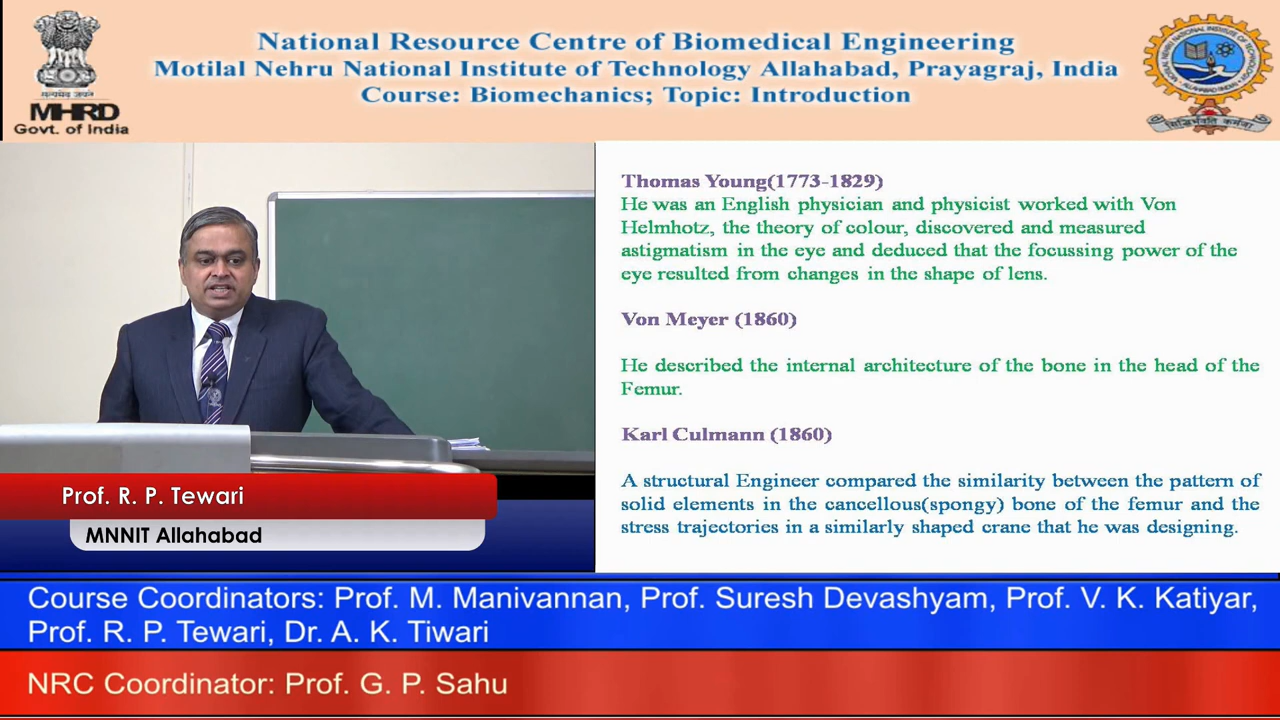 National Resource Centre of Biomedical Engineering
Motilal Nehru National Institute of Technology Allahabad, Prayagraj, India
Course: Biomechanics; Topic: Introduction
सत्यमेव जयते
MHRD
Govt. of India
Thomas Young(1773-1829)
He was an English physician and physicist worked with Von
Helmhotz, the theory of colour, discovered and measured
astigmatism in the eye and deduced that the focussing power of the
eye resulted from changes in the shape of lens.
Von Meyer (1860)
He described the internal architecture of the bone in the head of the
Femur.
Karl Culmann (1860)
A structural Engineer compared the similarity between the pattern of
solid elements in the cancellous(spongy) bone of the femur and the
stress trajectories in a similarly shaped crane that he was designing.
Prof. R. P. Tewari
MNNIT Allahabad
Course Coordinators: Prof. M. Manivannan, Prof. Suresh Devashyam, Prof. V. K. Katiyar,
Prof. R. P. Tewari, Dr. A. K. Tiwari
NRC Coordinator: Prof. G. P. Sahu